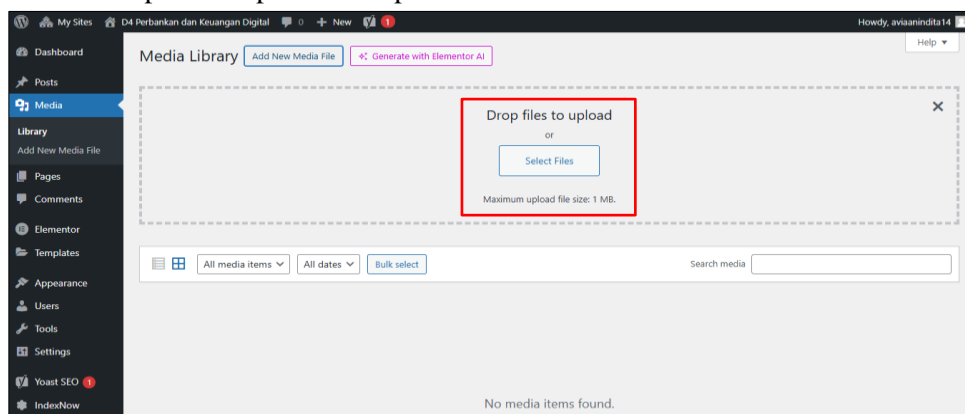 My Sites D4 Perbankan dan Keuangan Digital 0 + New 1 Howdy, aviaanindita14
Help
Dashboard
Media Library Add New Media File Generate with Elementor AI
Posts
Media
Library
Add New Media File
Pages
Comments
Elementor
Templates
Appearance
Users
Tools
Settings
Yoast SEO 1
IndexNow
Drop files to upload
or
Select Files
Maximum upload file size: 1 MB.
All media items All dates Bulk select Search media
No media items found.